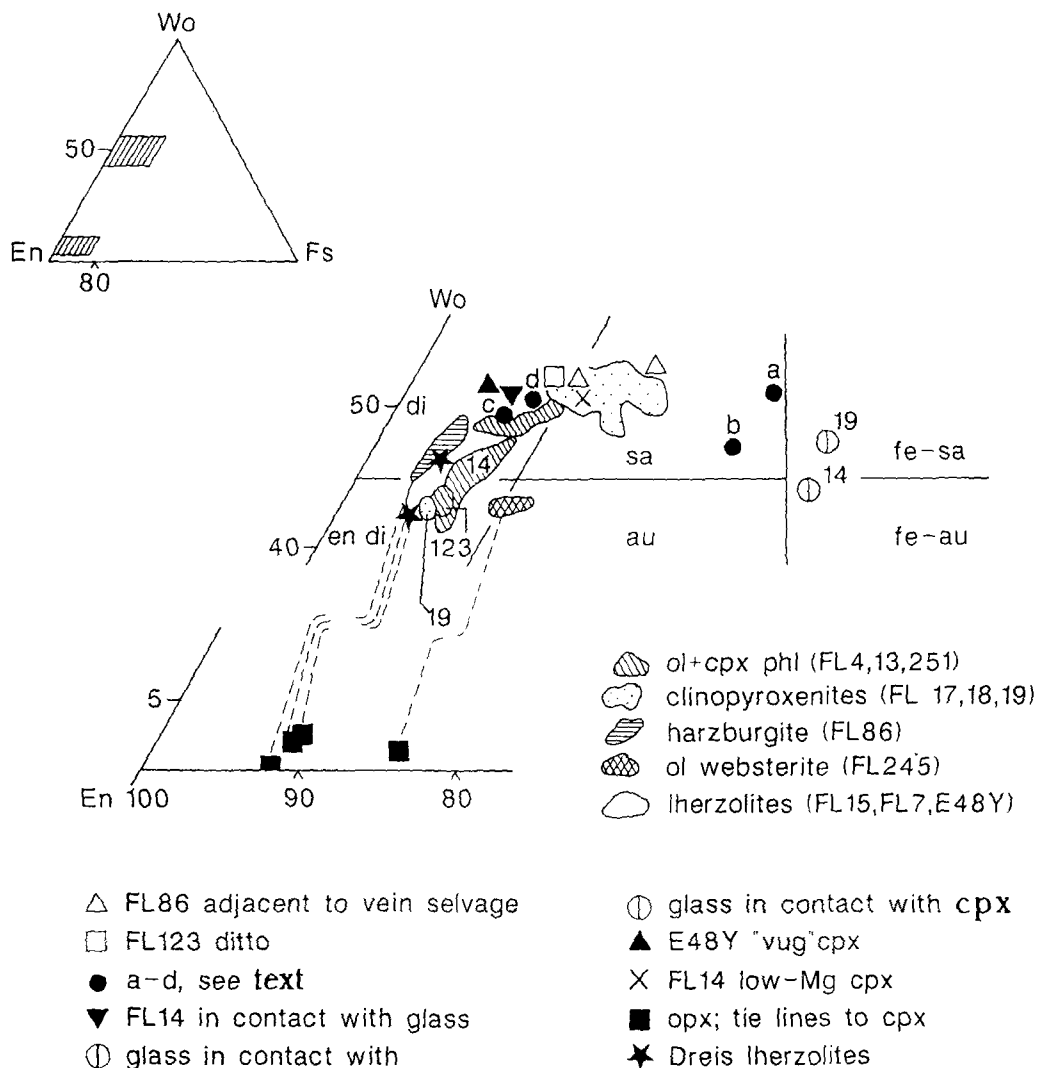 Wo
50
En
Fs
80
Wo
50 di
c
d
a
b
19
14
14
sa
fe-sa
40
en di
123
au
fe-au
19
5
En 100
90
80
ol+cpx phl (FL4,13,251)
clinopyroxenites (FL 17,18,19)
harzburgite (FL86)
ol websterite (FL245)
lherzolites (FL15,FL7,E48Y)
FL86 adjacent to vein selvage
FL123 ditto
a-d, see text
FL14 in contact with glass
glass in contact with
glass in contact with cpx
E48Y "vug"cpx
FL14 low-Mg cpx
opx; tie lines to cpx
Dreis lherzolites